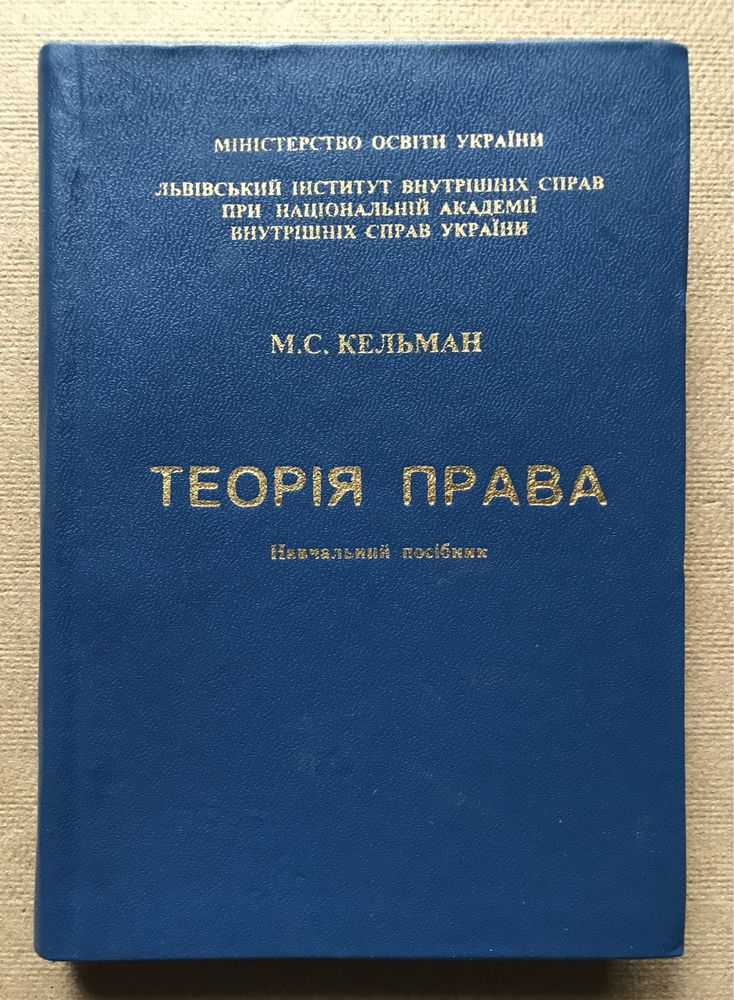 МІНІСТЕРСТВО ОСВІТИ УКРАЇНИ
ЛЬВІВСЬКИЙ ІНСТИТУТ ВНУТРІШНІХ СПРАВ
ПРИ НАЦІОНАЛЬНІЙ АКАДЕМІЇ
ВНУТРІШНІХ СПРАВ УКРАЇНИ
М.С. КЕЛЬМАН
ТЕОРІЯ ПРАВА
Навчальний посібник